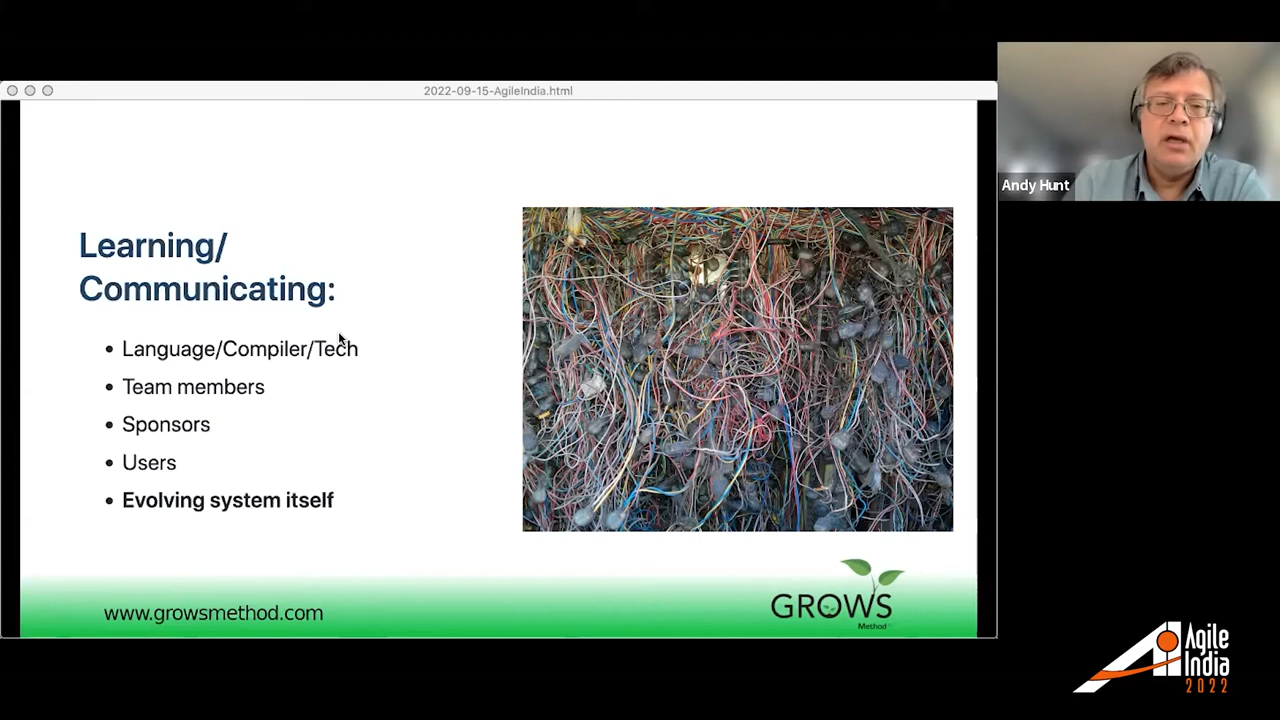 2022-09-15-AgileIndia.html
Andy Hunt
Learning/
Communicating:
• Language/Compiler/Tech
• Team members
• Sponsors
• Users
• Evolving system itself
www.growsmethod.com
GROWS
Method
Agile
India
2022